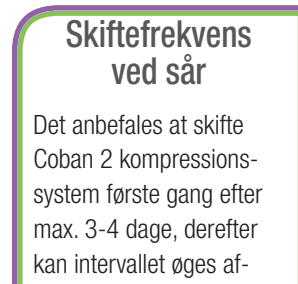 Skiftefrekvens
ved sår
Det anbefales at skifte
Coban 2 kompressions-
system første gang efter
max. 3-4 dage, derefter
kan intervallet øges af-